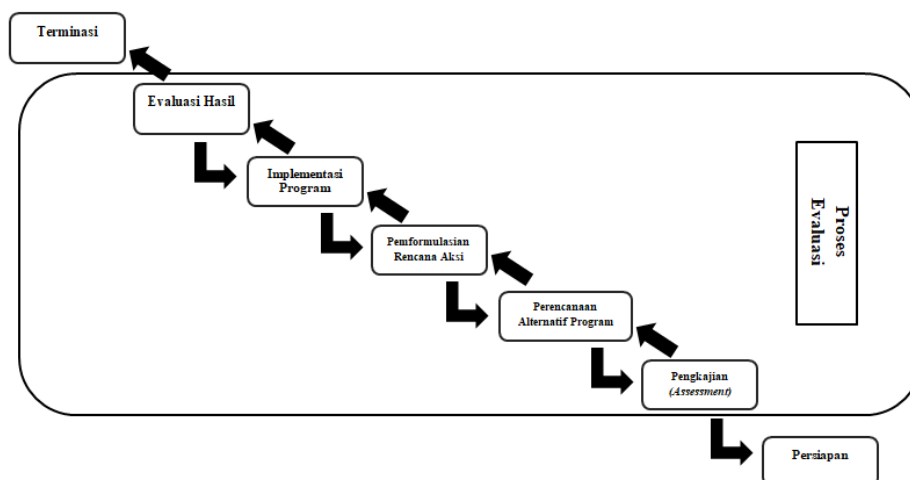 Terminasi
Evaluasi Hasil
Implementasi
Program
Pemformulasian
Rencana Aksi
Perencanaan
Alternatif Program
Pengkajian
(Assessment)
Persiapan
Proses
Evaluasi